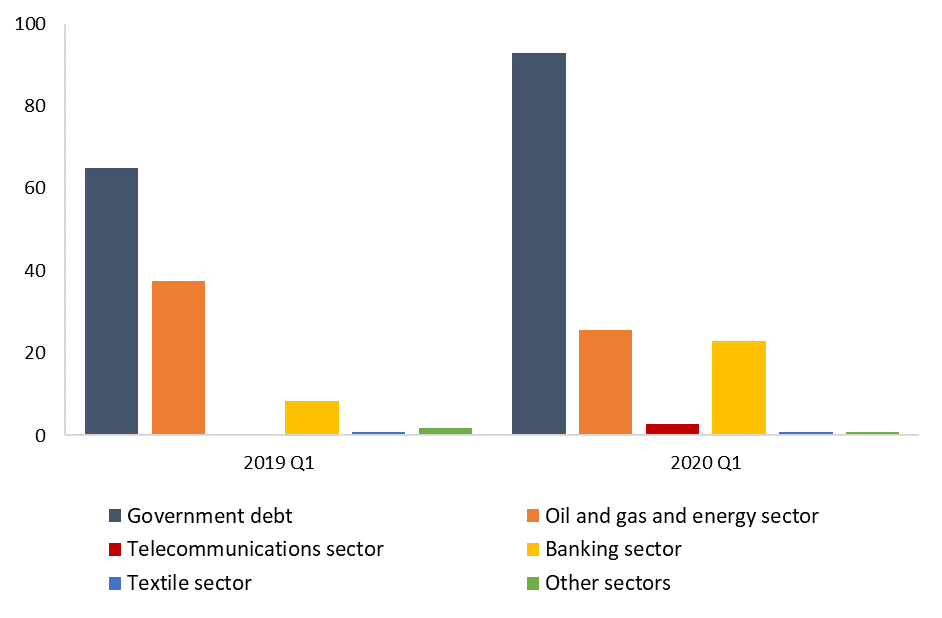 100
80
60
40
20
0
2019 Q1 2020 Q1
Government debt Oil and gas and energy sector
Telecommunications sector Banking sector
Textile sector Other sectors